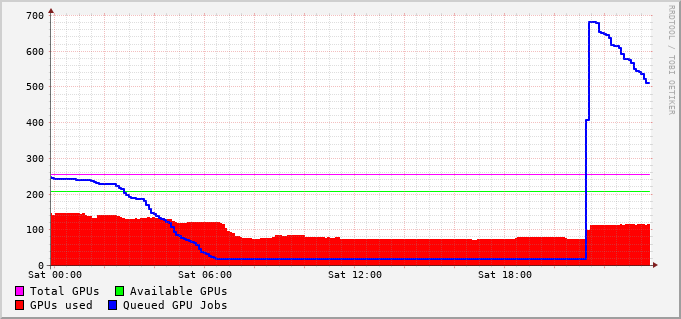 RRDTOOL / TOBI OETIKER
700
600
500
400
300
200
100
0
Sat 00:00 Sat 06:00 Sat 12:00 Sat 18:00
Total GPUs Available GPUs
GPUs used Queued GPU Jobs